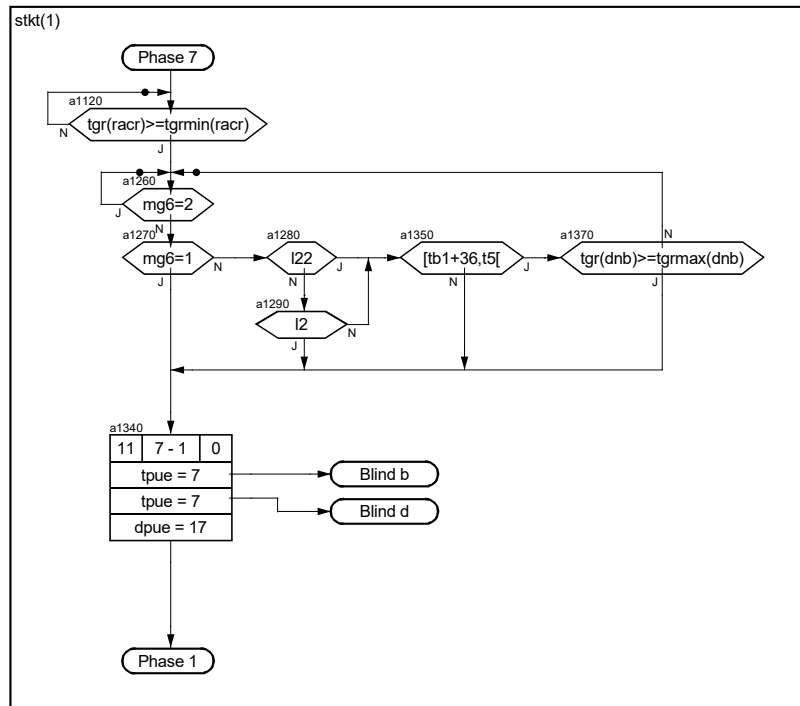 stkt(1)
Phase 7
a1120
tgr(racr)>=tgrmin(racr)
N
J
a1260
mg6=2
J
N
a1270
mg6=1
N
J
a1280
l22
J
N
a1290
l2
N
J
a1350
[tb1+36,t5[
J
N
a1370
N
tgr(dnb)>=tgrmax(dnb)
J
a1340
11 7 - 1 0
tpue = 7
Blind b
tpue = 7
Blind d
dpue = 17
Phase 1